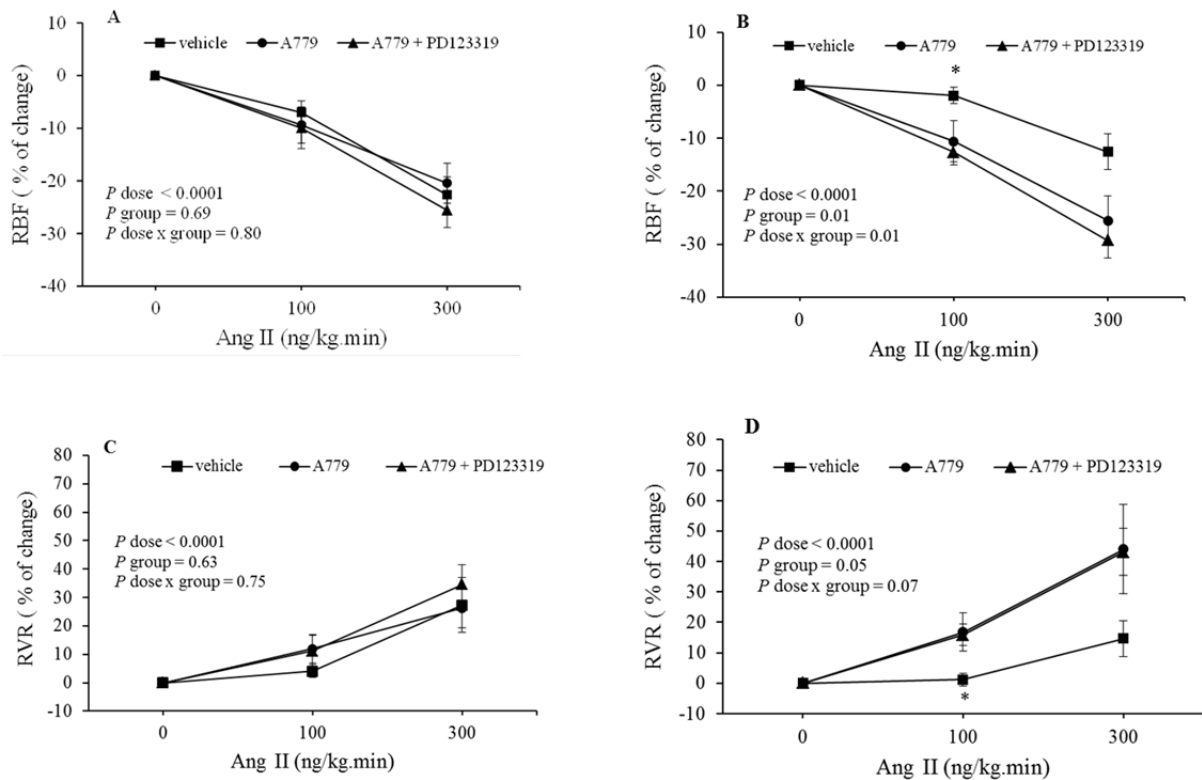 A
vehicle A779 A779 + PD123319
10
0
-10
-20
-30
-40
RBF ( % of change)
P dose < 0.0001
P group = 0.69
P dose x group = 0.80
0 100 300
Ang II (ng/kg.min)
B
vehicle A779 A779 + PD123319
10
0
-10
-20
-30
-40
RBF ( % of change)
*
P dose < 0.0001
P group = 0.01
P dose x group = 0.01
0 100 300
Ang II (ng/kg.min)
C
vehicle A779 A779 + PD123319
80
70
60
50
40
30
20
10
0
-10
RVR ( % of change)
P dose < 0.0001
P group = 0.63
P dose x group = 0.75
0 100 300
Ang II (ng/kg.min)
D
vehicle A779 A779 + PD123319
80
70
60
50
40
30
20
10
0
-10
RVR ( % of change)
P dose < 0.0001
P group = 0.05
P dose x group = 0.07
*
0 100 300
Ang II (ng/kg.min)